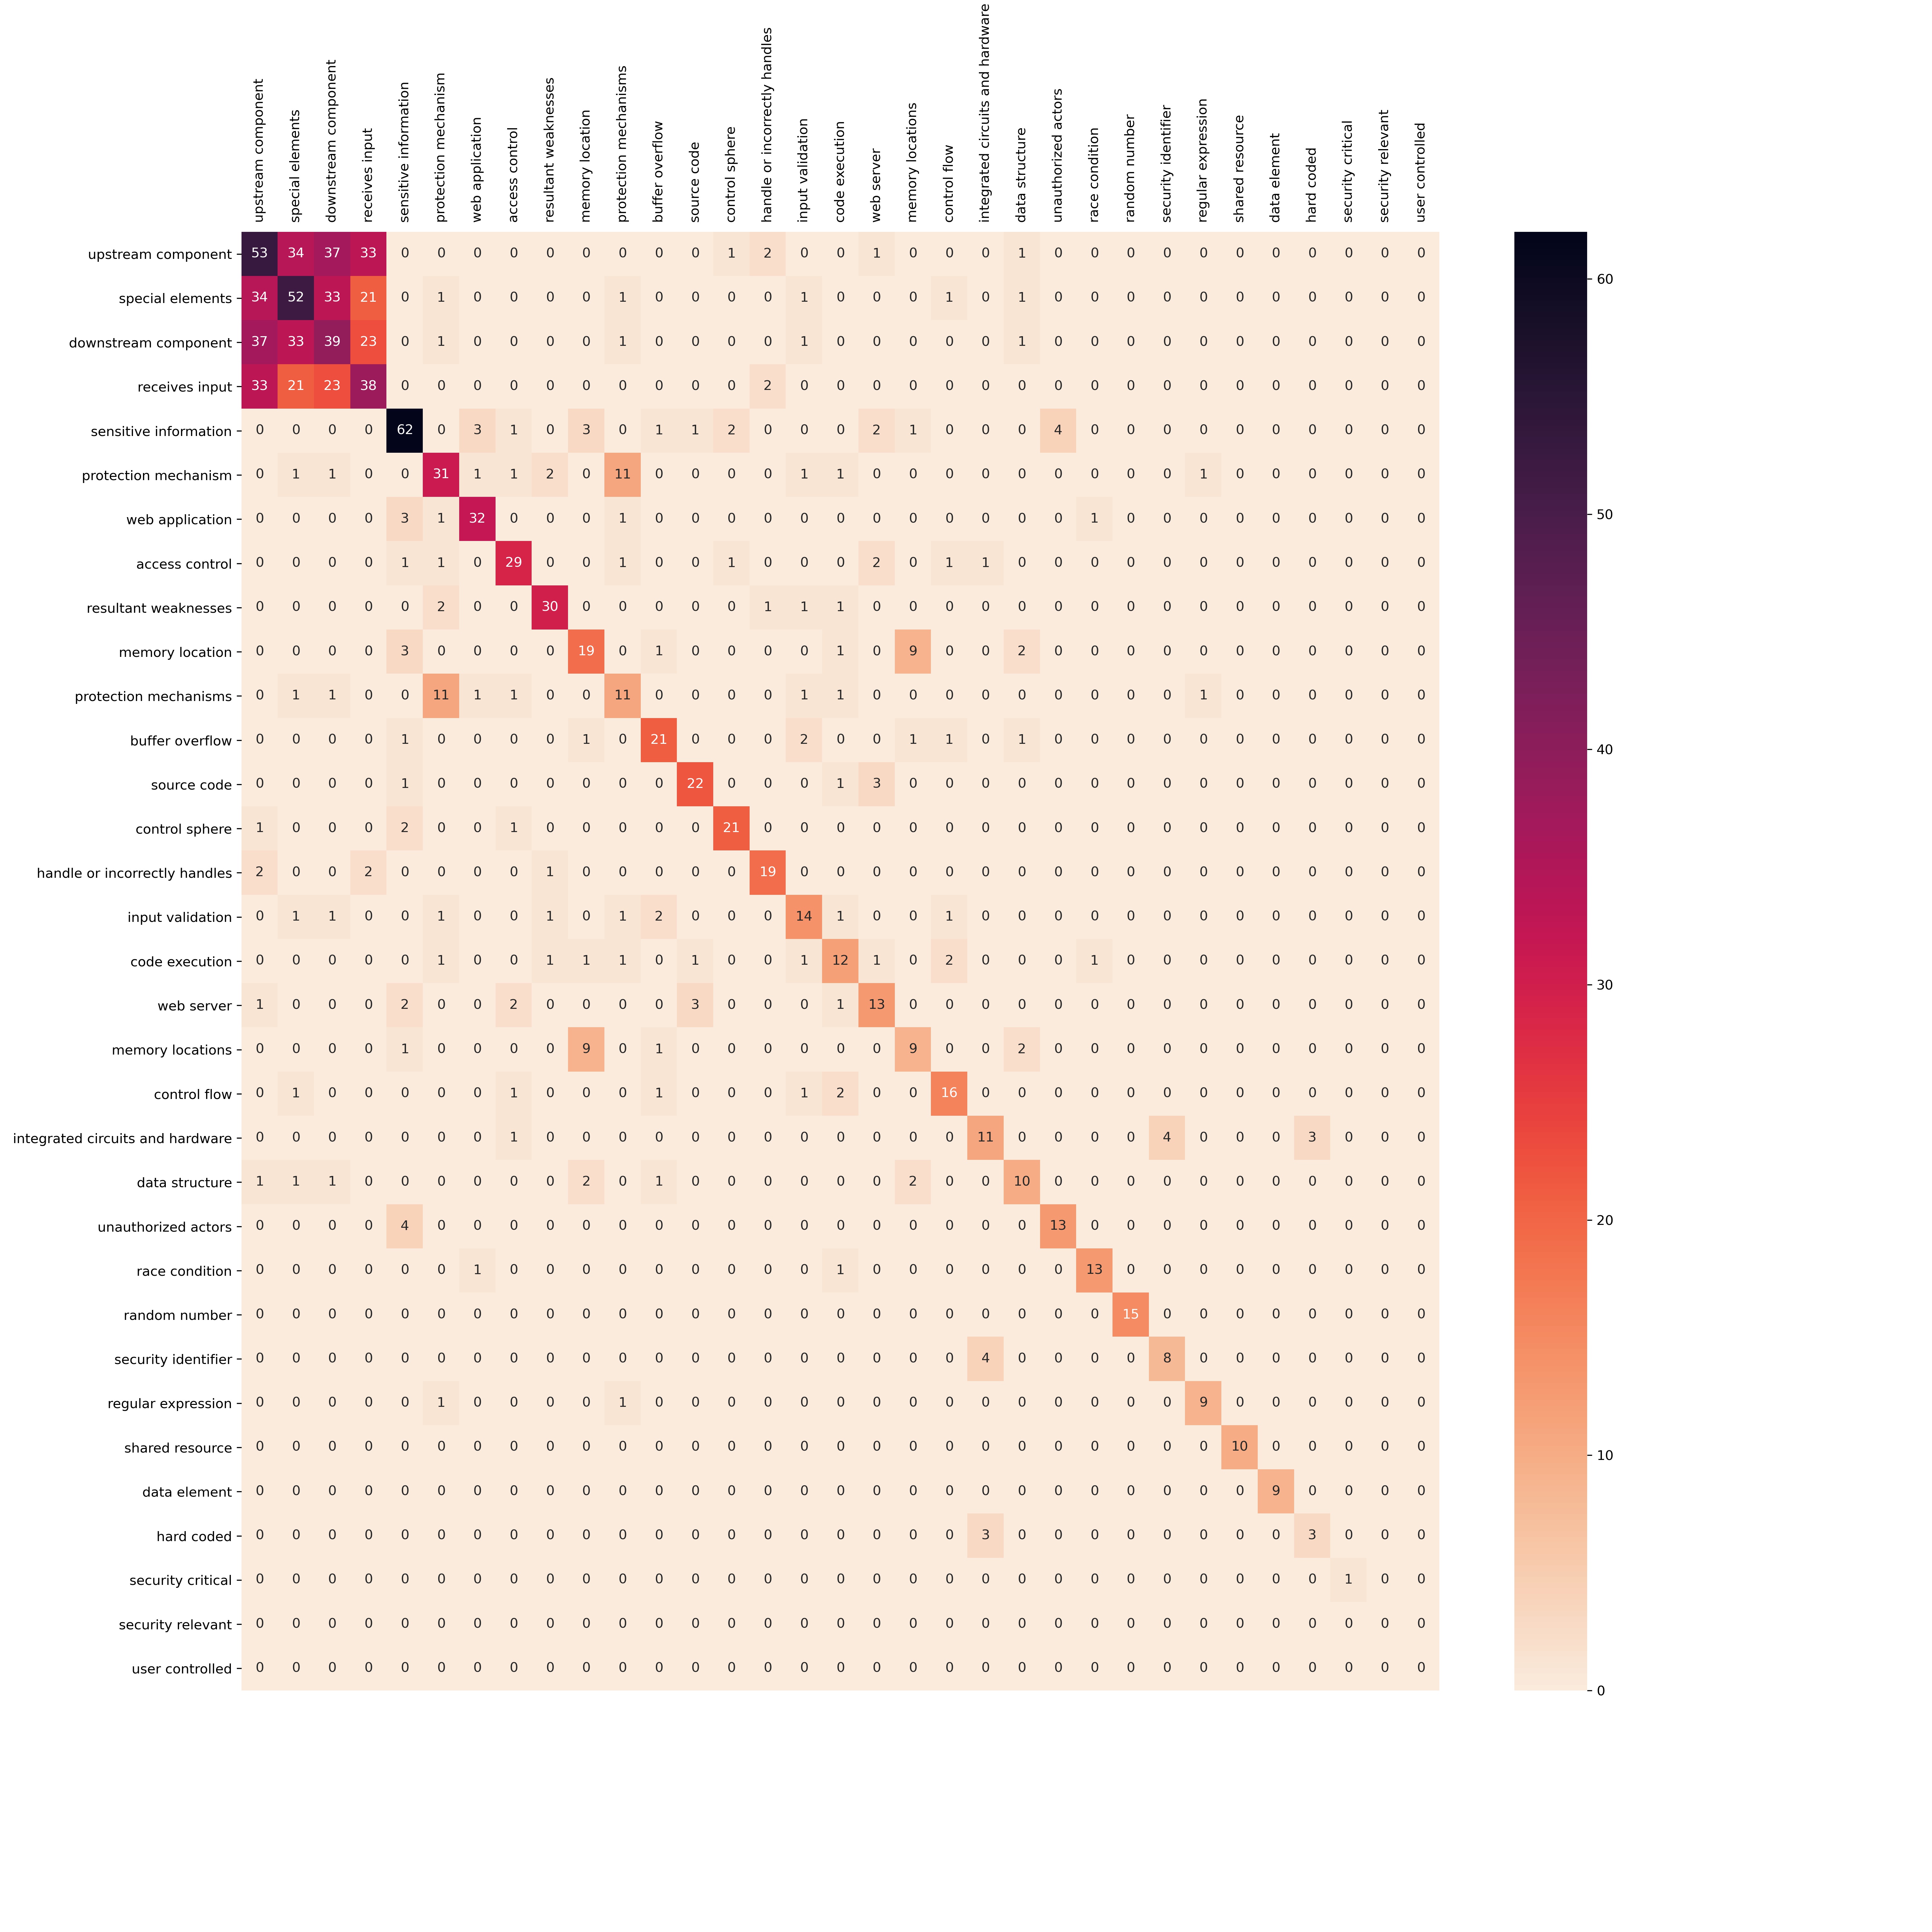 upstream component
special elements
downstream component
receives input
sensitive information
protection mechanism
web application
access control
resultant weaknesses
memory location
protection mechanisms
buffer overflow
source code
control sphere
handle or incorrectly handles
input validation
code execution
web server
memory locations
control flow
integrated circuits and hardware
data structure
unauthorized actors
race condition
random number
security identifier
regular expression
shared resource
data element
hard coded
security critical
security relevant
user controlled
upstream component 53 34 37 33 0 0 0 0 0 0 0 0 0 1 2 0 0 1 0 0 0 1 0 0 0 0 0 0 0 0 0 0 0
special elements 34 52 33 21 0 1 0 0 0 0 1 0 0 0 0 1 0 0 0 1 0 1 0 0 0 0 0 0 0 0 0 0 0
downstream component 37 33 39 23 0 1 0 0 0 0 1 0 0 0 0 1 0 0 0 0 0 1 0 0 0 0 0 0 0 0 0 0 0
receives input 33 21 23 38 0 0 0 0 0 0 0 0 0 0 2 0 0 0 0 0 0 0 0 0 0 0 0 0 0 0 0 0 0
sensitive information 0 0 0 0 62 0 3 1 0 3 0 1 1 2 0 0 0 2 1 0 0 0 4 0 0 0 0 0 0 0 0 0 0
protection mechanism 0 1 1 0 0 31 1 1 2 0 11 0 0 0 0 1 1 0 0 0 0 0 0 0 0 0 1 0 0 0 0 0 0
web application 0 0 0 0 3 1 32 0 0 0 1 0 0 0 0 0 0 0 0 0 0 0 0 1 0 0 0 0 0 0 0 0 0
access control 0 0 0 0 1 1 0 29 0 0 1 0 0 1 0 0 0 2 0 1 1 0 0 0 0 0 0 0 0 0 0 0 0
resultant weaknesses 0 0 0 0 0 2 0 0 30 0 0 0 0 0 1 1 1 0 0 0 0 0 0 0 0 0 0 0 0 0 0 0 0
memory location 0 0 0 0 3 0 0 0 0 19 0 1 0 0 0 0 1 0 9 0 0 2 0 0 0 0 0 0 0 0 0 0 0
protection mechanisms 0 1 1 0 0 11 1 1 0 0 11 0 0 0 0 1 1 0 0 0 0 0 0 0 0 0 1 0 0 0 0 0 0
buffer overflow 0 0 0 0 1 0 0 0 0 1 0 21 0 0 0 2 0 0 1 1 0 1 0 0 0 0 0 0 0 0 0 0 0
source code 0 0 0 0 1 0 0 0 0 0 0 0 22 0 0 0 1 3 0 0 0 0 0 0 0 0 0 0 0 0 0 0 0
control sphere 1 0 0 0 2 0 0 1 0 0 0 0 0 21 0 0 0 0 0 0 0 0 0 0 0 0 0 0 0 0 0 0 0
handle or incorrectly handles 2 0 0 2 0 0 0 0 1 0 0 0 0 0 19 0 0 0 0 0 0 0 0 0 0 0 0 0 0 0 0 0 0
input validation 0 1 1 0 0 1 0 0 1 0 1 2 0 0 0 14 1 0 0 1 0 0 0 0 0 0 0 0 0 0 0 0 0
code execution 0 0 0 0 0 1 0 0 1 1 1 0 1 0 0 1 12 1 0 2 0 0 0 1 0 0 0 0 0 0 0 0 0
web server 1 0 0 0 2 0 0 2 0 0 0 0 3 0 0 0 1 13 0 0 0 0 0 0 0 0 0 0 0 0 0 0 0
memory locations 0 0 0 0 1 0 0 0 0 9 0 1 0 0 0 0 0 0 9 0 0 2 0 0 0 0 0 0 0 0 0 0 0
control flow 0 1 0 0 0 0 0 1 0 0 0 1 0 0 0 1 2 0 0 16 0 0 0 0 0 0 0 0 0 0 0 0 0
integrated circuits and hardware 0 0 0 0 0 0 0 1 0 0 0 0 0 0 0 0 0 0 0 0 11 0 0 0 0 4 0 0 0 3 0 0 0
data structure 1 1 1 0 0 0 0 0 0 2 0 1 0 0 0 0 0 0 2 0 0 10 0 0 0 0 0 0 0 0 0 0 0
unauthorized actors 0 0 0 0 4 0 0 0 0 0 0 0 0 0 0 0 0 0 0 0 0 0 13 0 0 0 0 0 0 0 0 0 0
race condition 0 0 0 0 0 0 1 0 0 0 0 0 0 0 0 0 1 0 0 0 0 0 0 13 0 0 0 0 0 0 0 0 0
random number 0 0 0 0 0 0 0 0 0 0 0 0 0 0 0 0 0 0 0 0 0 0 0 0 15 0 0 0 0 0 0 0 0
security identifier 0 0 0 0 0 0 0 0 0 0 0 0 0 0 0 0 0 0 0 0 4 0 0 0 0 8 0 0 0 0 0 0 0
regular expression 0 0 0 0 0 1 0 0 0 0 1 0 0 0 0 0 0 0 0 0 0 0 0 0 0 0 9 0 0 0 0 0 0
shared resource 0 0 0 0 0 0 0 0 0 0 0 0 0 0 0 0 0 0 0 0 0 0 0 0 0 0 0 10 0 0 0 0 0
data element 0 0 0 0 0 0 0 0 0 0 0 0 0 0 0 0 0 0 0 0 0 0 0 0 0 0 0 0 9 0 0 0 0
hard coded 0 0 0 0 0 0 0 0 0 0 0 0 0 0 0 0 0 0 0 0 3 0 0 0 0 0 0 0 0 3 0 0 0
security critical 0 0 0 0 0 0 0 0 0 0 0 0 0 0 0 0 0 0 0 0 0 0 0 0 0 0 0 0 0 0 1 0 0
security relevant 0 0 0 0 0 0 0 0 0 0 0 0 0 0 0 0 0 0 0 0 0 0 0 0 0 0 0 0 0 0 0 0 0
user controlled 0 0 0 0 0 0 0 0 0 0 0 0 0 0 0 0 0 0 0 0 0 0 0 0 0 0 0 0 0 0 0 0 0
60
50
40
30
20
10
0